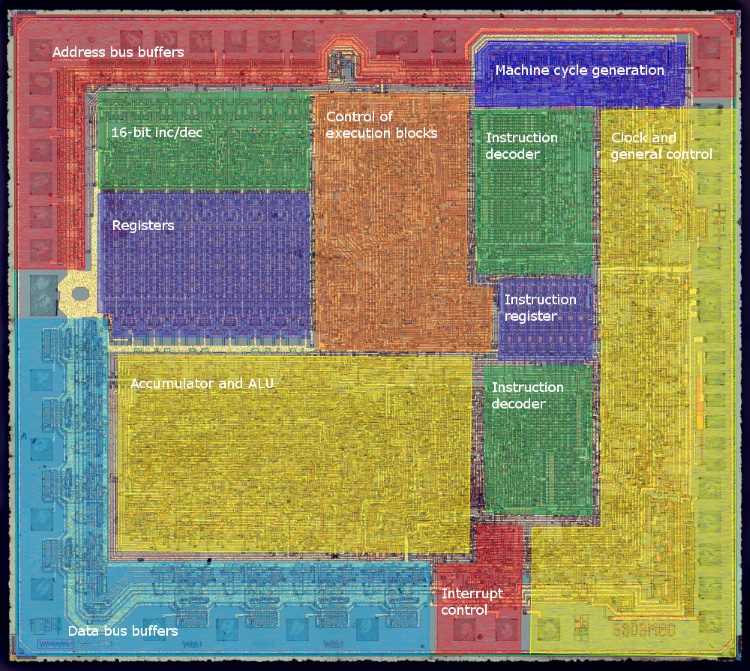 Address bus buffers
Machine cycle generation
16-bit inc/dec
Control of
execution blocks
Instruction
decoder
Clock and
general control
Registers
Instruction
register
Accumulator and ALU
Instruction
decoder
Interrupt
control
Data bus buffers